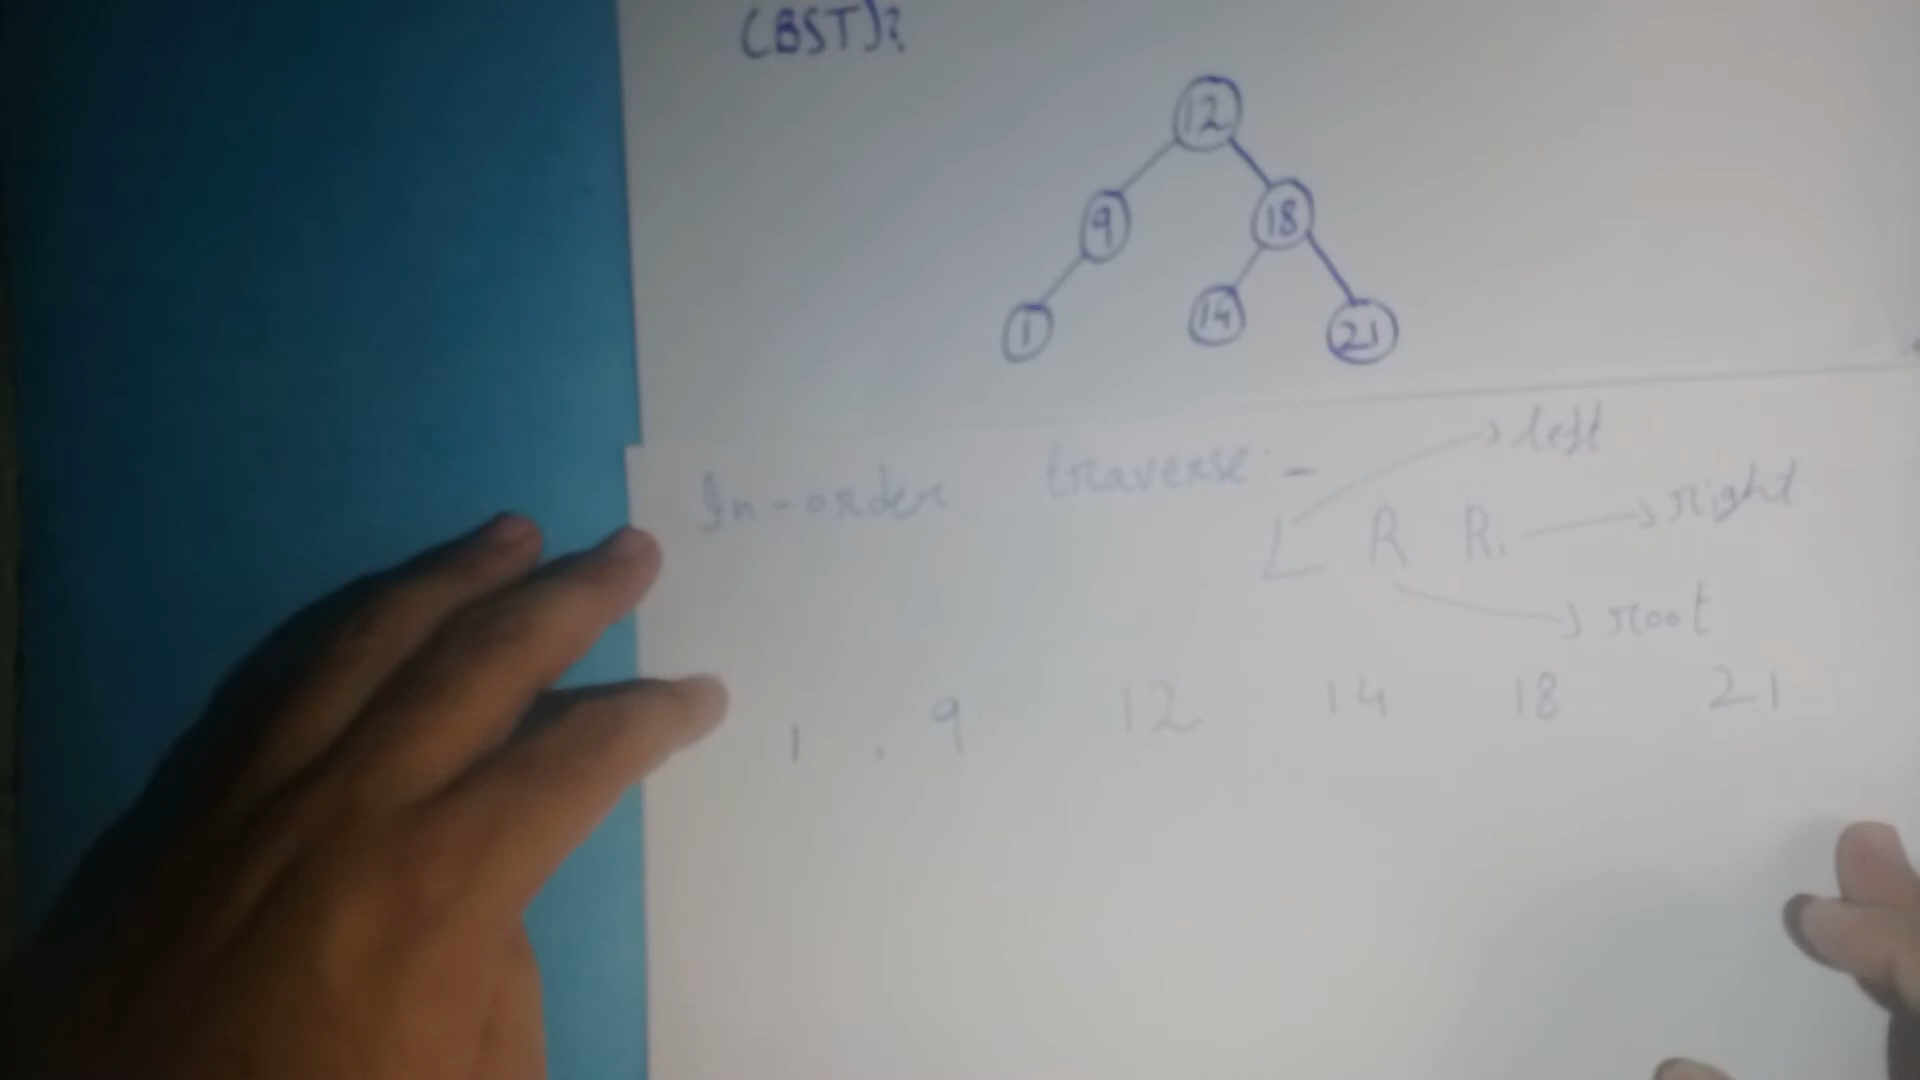 (BST)?
12
9 18
1 14 21
In-order traverse:-
left
L R R. right
root
1 . 9 12 14 18 21